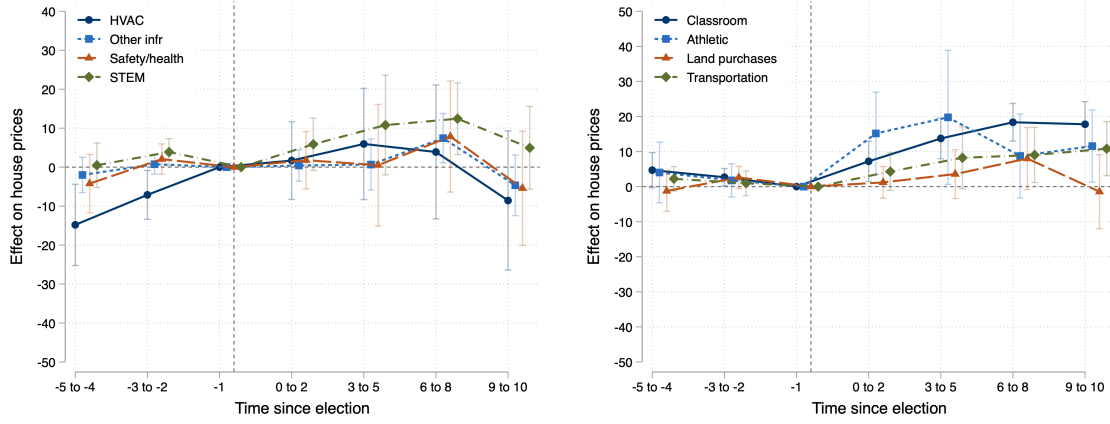 HVAC
Other infr
Safety/health
STEM
Effect on house prices
40
30
20
10
0
-10
-20
-30
-40
-50
-5 to -4
-3 to -2
-1
0 to 2
3 to 5
6 to 8
9 to 10
Time since election
Classroom
Athletic
Land purchases
Transportation
Effect on house prices
50
40
30
20
10
0
-10
-20
-30
-40
-50
-5 to -4
-3 to -2
-1
0 to 2
3 to 5
6 to 8
9 to 10
Time since election